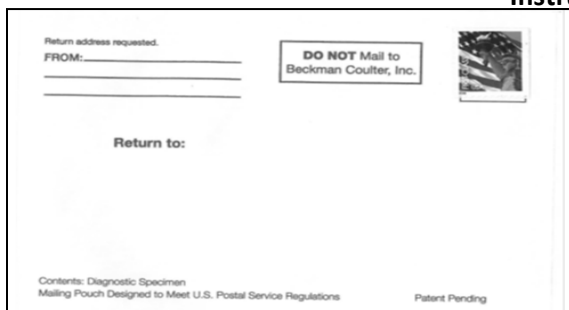 Return address requested.
FROM:
DO NOT Mail to
Beckman Coulter, Inc.
Return to:
Contents: Diagnostic Specimen
Mailing Pouch Designed to Meet U.S. Postal Service Regulations
Patent Pending